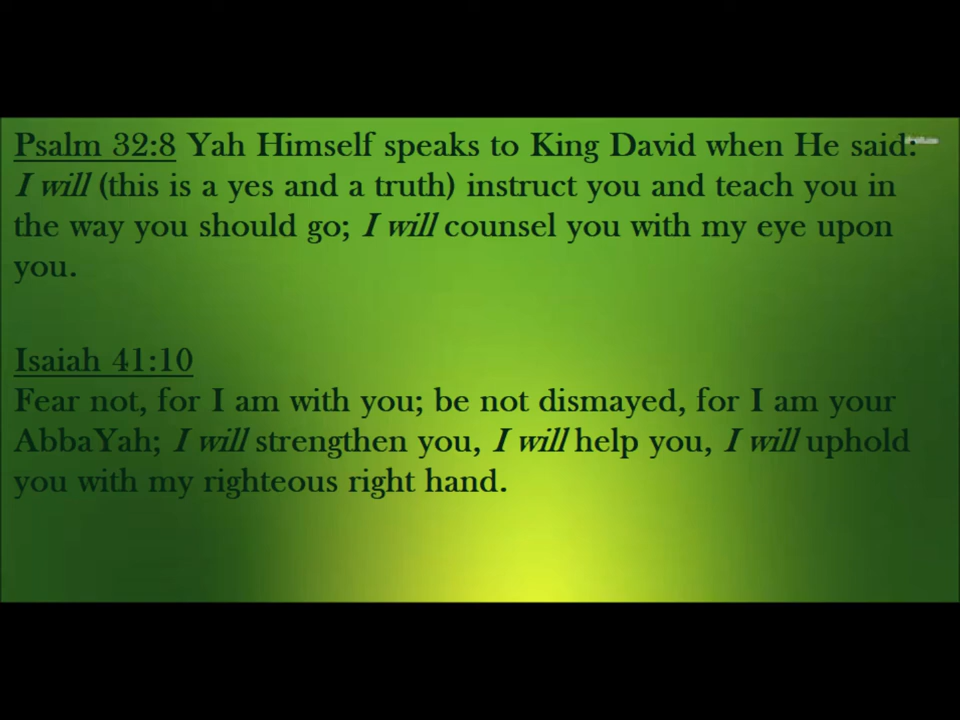 Psalm 32:8 Yah Himself speaks to King David when He said:
I will (this is a yes and a truth) instruct you and teach you in
the way you should go; I will counsel you with my eye upon
you.
Isaiah 41:10
Fear not, for I am with you; be not dismayed, for I am your
AbbaYah; I will strengthen you, I will help you, I will uphold
you with my righteous right hand.